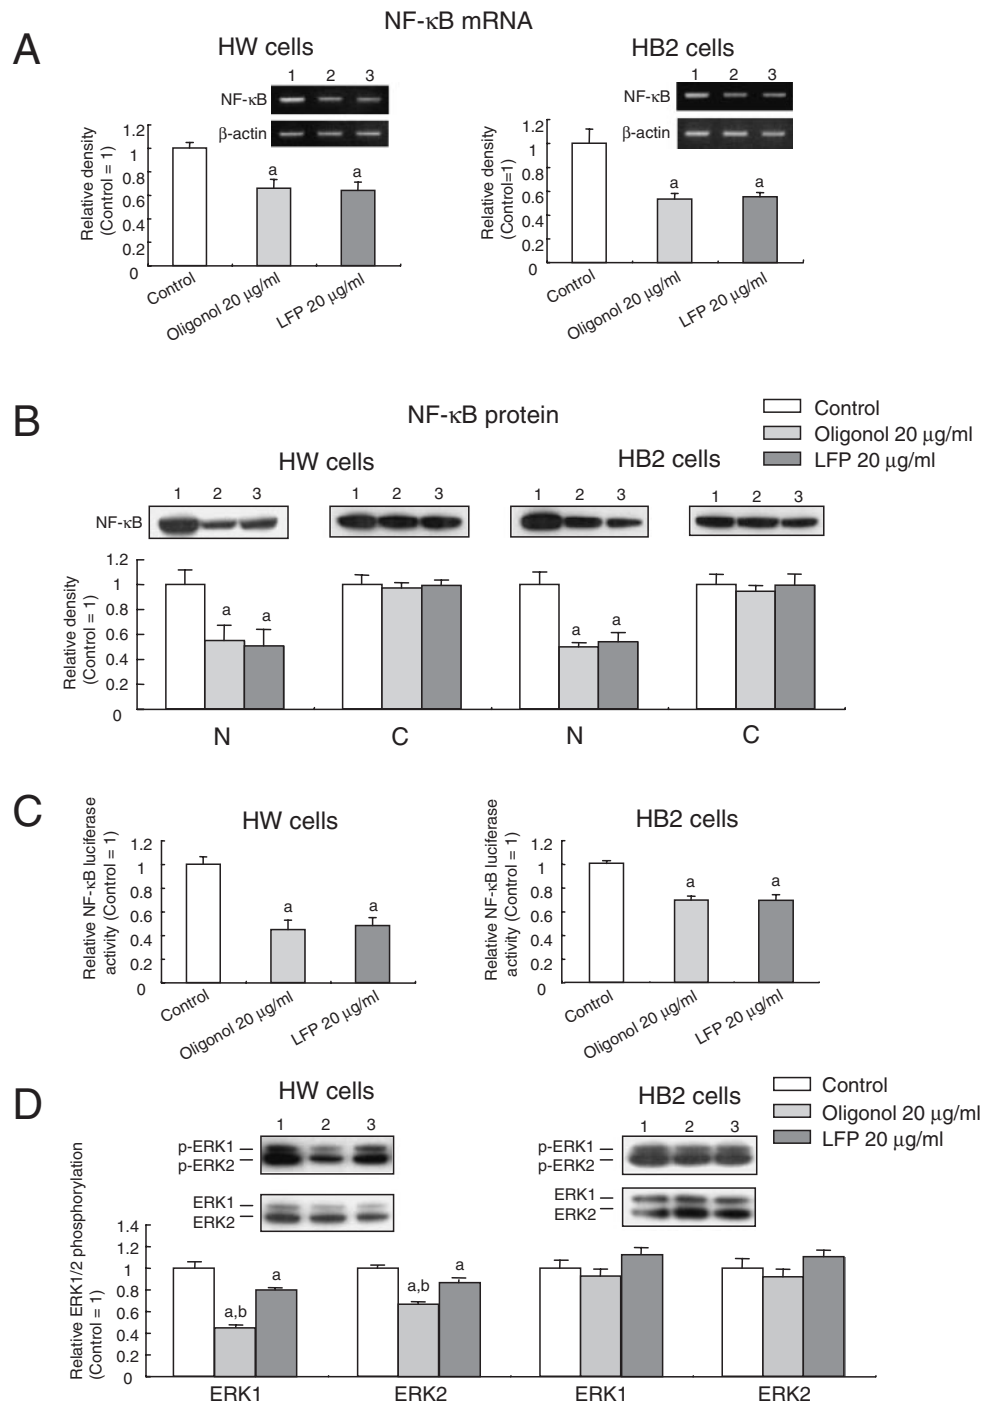 NF-κB mRNA
A
HW cells
1 2 3
NF-κB
β-actin
Relative density
(Control = 1)
1.2
1
0.8
0.6
0.4
0.2
0
a
a
Control
Oligonol 20 μg/ml
LFP 20 μg/ml
HB2 cells
1 2 3
NF-κB
β-actin
Relative density
(Control=1)
1.2
1
0.8
0.6
0.4
0.2
0
a
a
Control
Oligonol 20 μg/ml
LFP 20 μg/ml
B
NF-κB protein
Control
Oligonol 20 μg/ml
LFP 20 μg/ml
HW cells
HB2 cells
1 2 3
1 2 3
1 2 3
1 2 3
NF-κB
Relative density
(Control = 1)
1.2
1
0.8
0.6
0.4
0.2
0
a
a
a
a
N
C
N
C
C
HW cells
Relative NF-κB luciferase
activity (Control = 1)
1.2
1
0.8
0.6
0.4
0.2
0
a
a
Control
Oligonol 20 μg/ml
LFP 20 μg/ml
HB2 cells
Relative NF-κB luciferase
activity (Control = 1)
1.2
1
0.8
0.6
0.4
0.2
0
a
a
Control
Oligonol 20 μg/ml
LFP 20 μg/ml
D
HW cells
HB2 cells
Control
Oligonol 20 μg/ml
LFP 20 μg/ml
1 2 3
p-ERK1
p-ERK2
ERK1
ERK2
1 2 3
p-ERK1
p-ERK2
ERK1
ERK2
Relative ERK1/2 phosphorylation
(Control = 1)
1.4
1.2
1
0.8
0.6
0.4
0.2
0
a,b
a
a,b
a
ERK1
ERK2
ERK1
ERK2